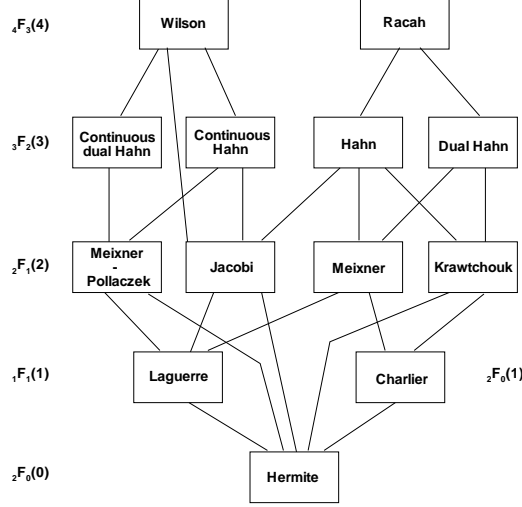 ₄F₃(4)
Wilson
Racah
₃F₂(3)
Continuous
dual Hahn
Continuous
Hahn
Hahn
Dual Hahn
₂F₁(2)
Meixner
-
Pollaczek
Jacobi
Meixner
Krawtchouk
₁F₁(1)
Laguerre
Charlier
₂F₀(1)
₂F₀(0)
Hermite